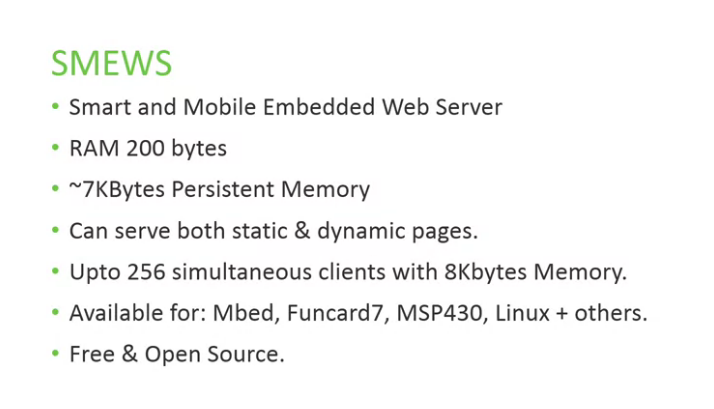 SMEWS
• Smart and Mobile Embedded Web Server
• RAM 200 bytes
• ~7KBytes Persistent Memory
• Can serve both static & dynamic pages.
• Upto 256 simultaneous clients with 8Kbytes Memory.
• Available for: Mbed, Funcard7, MSP430, Linux + others.
• Free & Open Source.